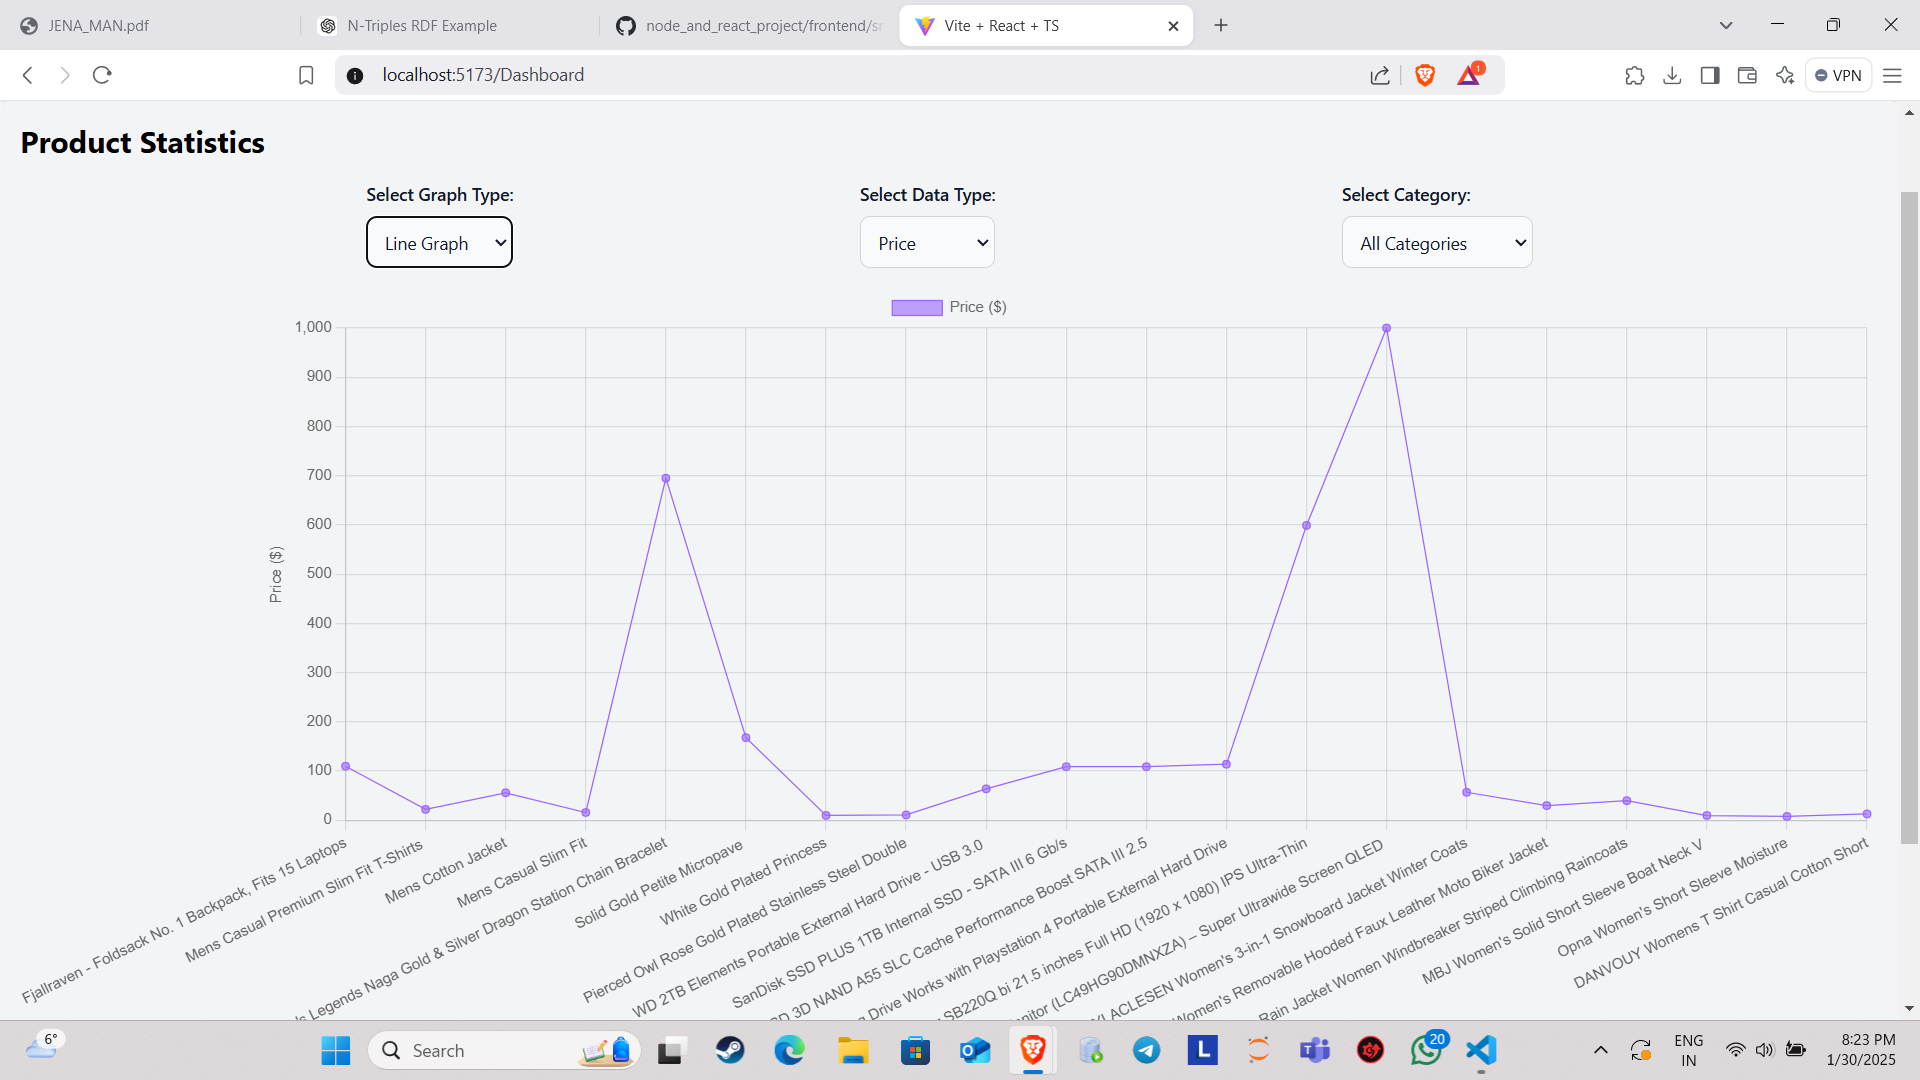 JENA_MAN.pdf
N-Triples RDF Example
node_and_react_project/frontend/
Vite + React + TS
localhost:5173/Dashboard
1
VPN
Product Statistics
Select Graph Type:
Line Graph
Select Data Type:
Price
Select Category:
All Categories
Price ($)
1,000
900
800
700
600
500
400
300
200
100
0
Price ($)
Fjallraven - Foldsack No. 1 Backpack, Fits 15 Laptops
Mens Casual Premium Slim Fit T-Shirts
Mens Cotton Jacket
Mens Casual Slim Fit
Legends Naga Gold & Silver Dragon Station Chain Bracelet
Solid Gold Petite Micropave
White Gold Plated Princess
Pierced Owl Rose Gold Plated Stainless Steel Double
WD 2TB Elements Portable External Hard Drive - USB 3.0
SanDisk SSD PLUS 1TB Internal SSD - SATA III 6 Gb/s
3D NAND A55 SLC Cache Performance Boost SATA III 2.5
Drive Works with Playstation 4 Portable External Hard Drive
SB220Q bi 21.5 inches Full HD (1920 x 1080) IPS Ultra-Thin
(LC49HG90DMNXZA) – Super Ultrawide Screen QLED
Women's 3-in-1 Snowboard Jacket Winter Coats
Women's Removable Hooded Faux Leather Moto Biker Jacket
Rain Jacket Women Windbreaker Striped Climbing Raincoats
MBJ Women's Solid Short Sleeve Boat Neck V
Opna Women's Short Sleeve Moisture
DANVOUY Womens T Shirt Casual Cotton Short
6°
Search
L
20
ENG
IN
8:23 PM
1/30/2025